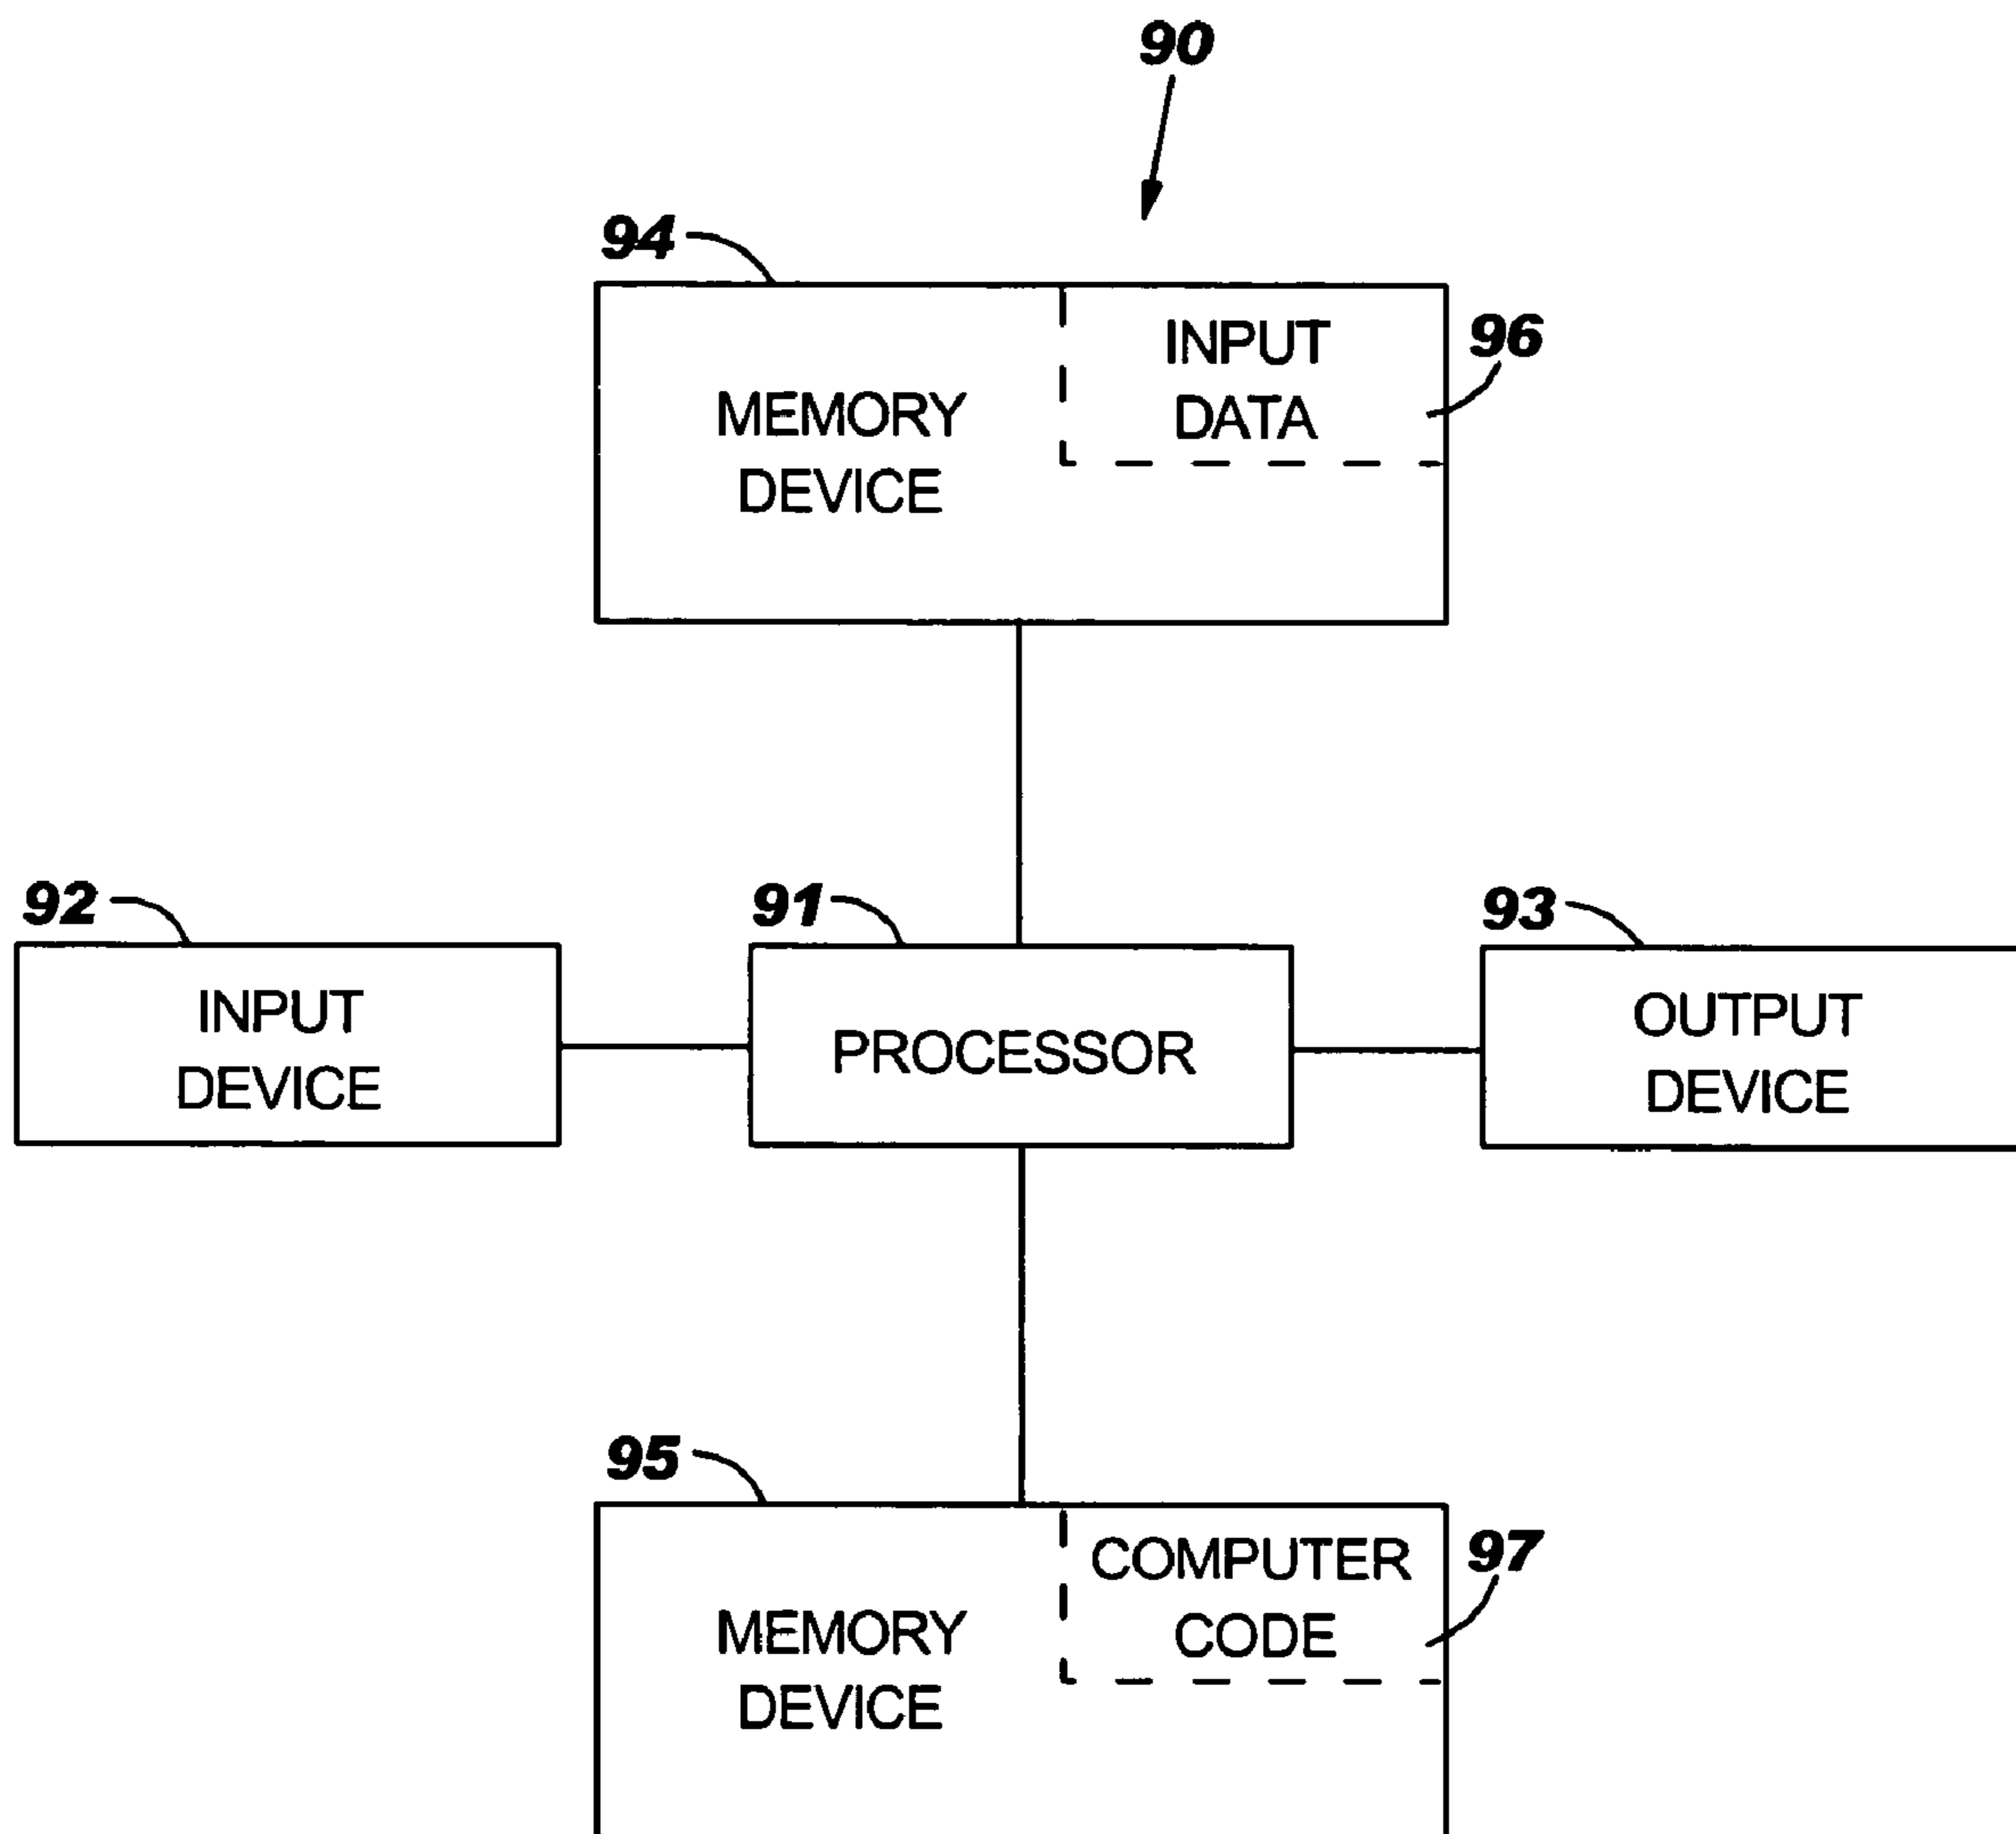 90
94
INPUT
DATA
96
MEMORY
DEVICE
92
91
93
INPUT
DEVICE
PROCESSOR
OUTPUT
DEVICE
95
COMPUTER
CODE
97
MEMORY
DEVICE